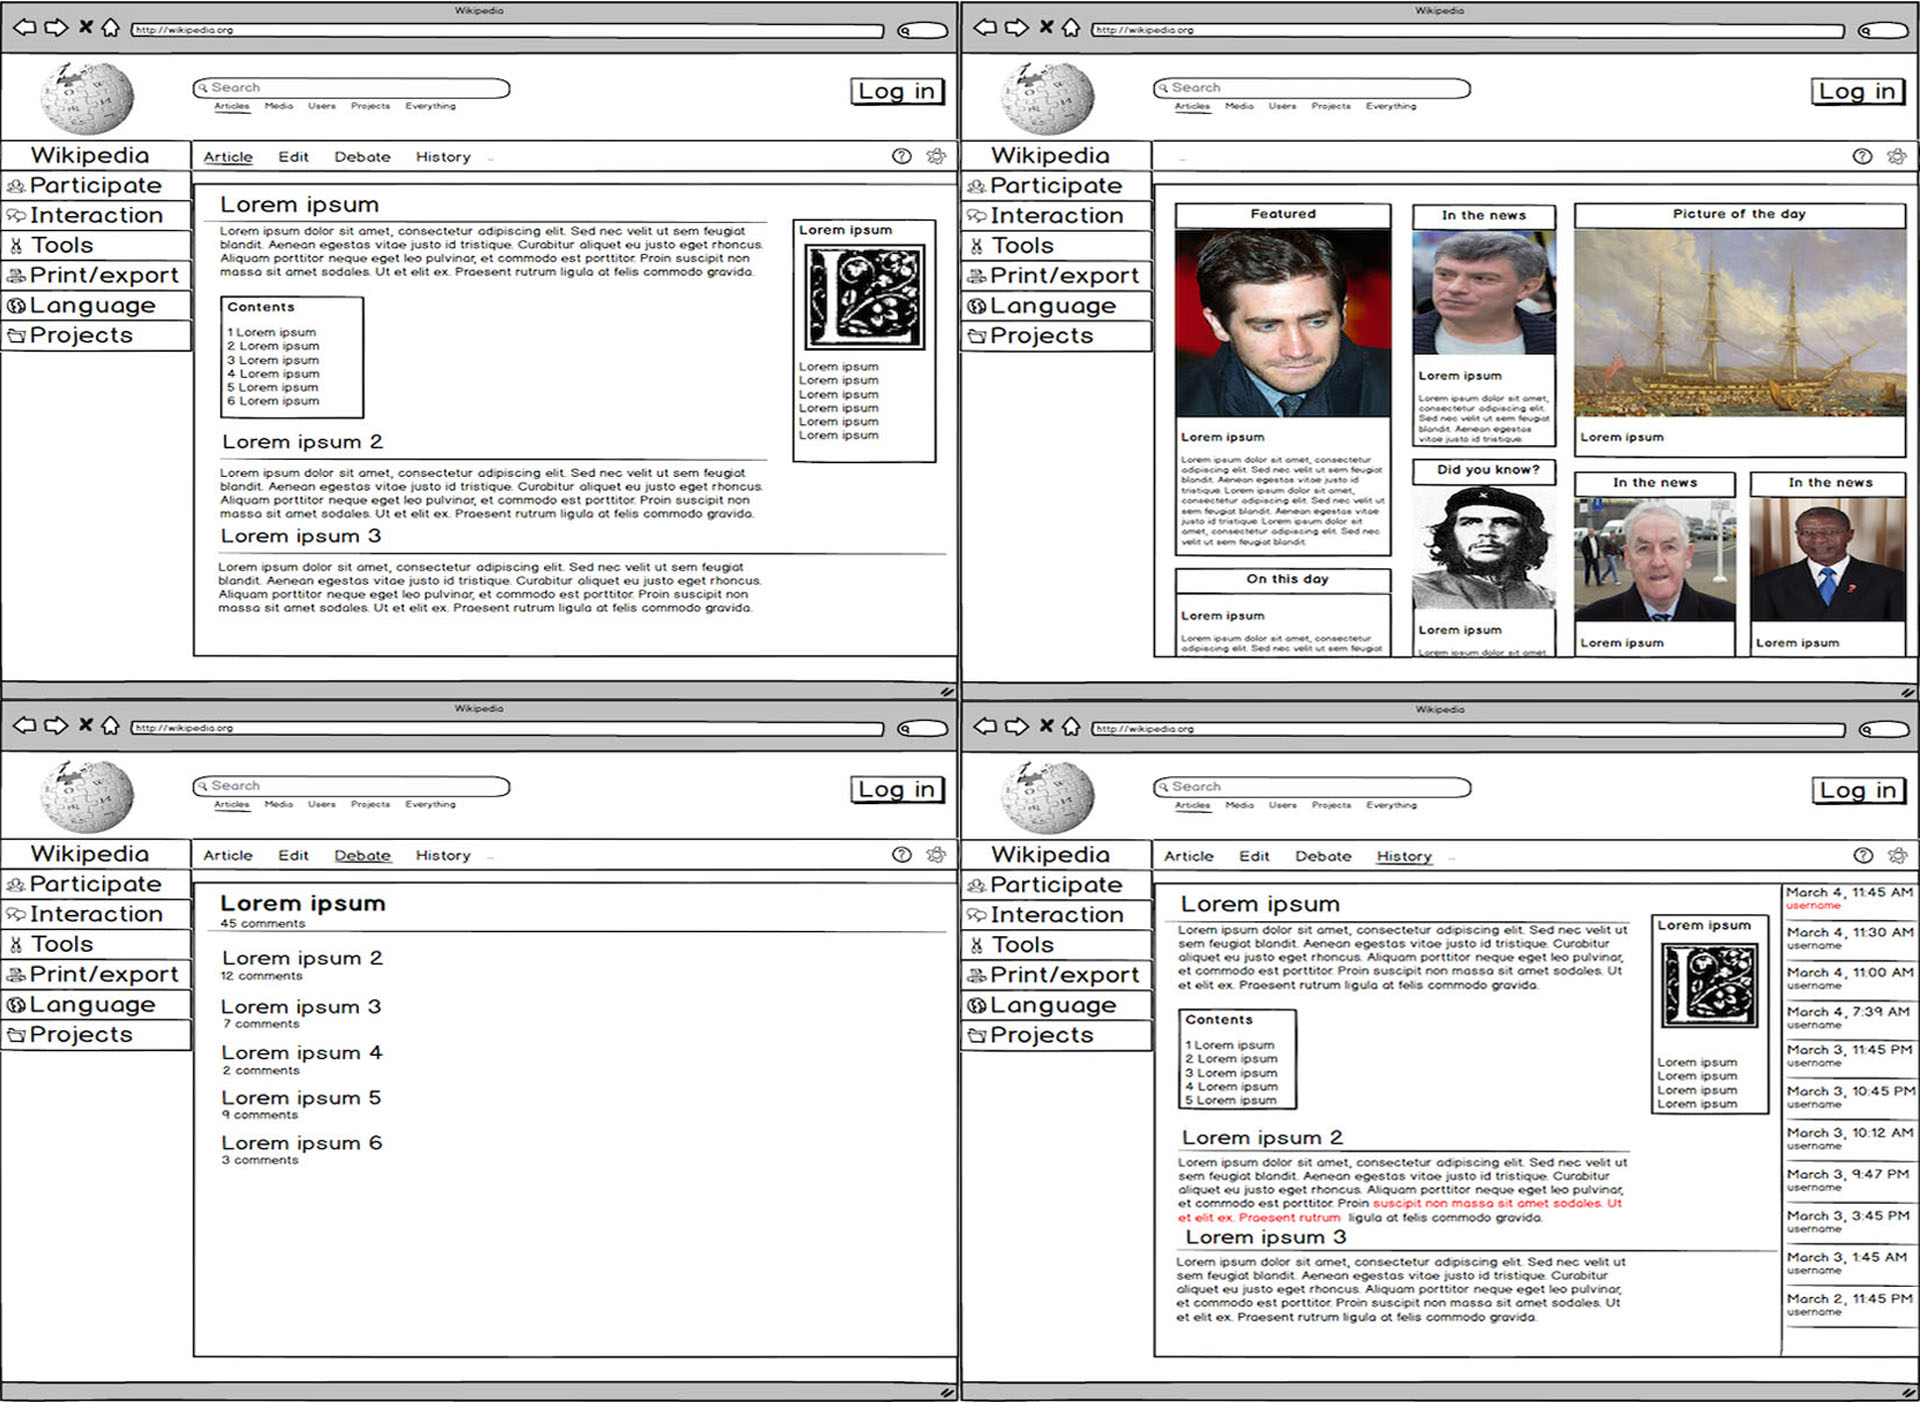 Wikipedia
http://wikipedia.org
Search
Articles Media Users Projects Everything
Log in
Wikipedia
Participate
Interaction
Tools
Print/export
Language
Projects
Article Edit Debate History ...
Lorem ipsum
Lorem ipsum dolor sit amet, consectetur adipiscing elit. Sed nec velit ut sem feugiat
blandit. Aenean egestas vitae justo id tristique. Curabitur aliquet eu justo eget rhoncus.
Aliquam porttitor neque eget leo pulvinar, et commodo est porttitor. Proin suscipit non
massa sit amet sodales. Ut et elit ex. Praesent rutrum ligula at felis commodo gravida.
Contents
1 Lorem ipsum
2 Lorem ipsum
3 Lorem ipsum
4 Lorem ipsum
5 Lorem ipsum
6 Lorem ipsum
Lorem ipsum
L
Lorem ipsum
Lorem ipsum
Lorem ipsum
Lorem ipsum
Lorem ipsum
Lorem ipsum
Lorem ipsum 2
Lorem ipsum dolor sit amet, consectetur adipiscing elit. Sed nec velit ut sem feugiat
blandit. Aenean egestas vitae justo id tristique. Curabitur aliquet eu justo eget rhoncus.
Aliquam porttitor neque eget leo pulvinar, et commodo est porttitor. Proin suscipit non
massa sit amet sodales. Ut et elit ex. Praesent rutrum ligula at felis commodo gravida.
Lorem ipsum 3
Lorem ipsum dolor sit amet, consectetur adipiscing elit. Sed nec velit ut sem feugiat
blandit. Aenean egestas vitae justo id tristique. Curabitur aliquet eu justo eget rhoncus.
Aliquam porttitor neque eget leo pulvinar, et commodo est porttitor. Proin suscipit non
massa sit amet sodales. Ut et elit ex. Praesent rutrum ligula at felis commodo gravida.
Wikipedia
http://wikipedia.org
Search
Articles Media Users Projects Everything
Log in
Wikipedia
Participate
Interaction
Tools
Print/export
Language
Projects
...
Featured
Lorem ipsum
Lorem ipsum dolor sit amet, consectetur
adipiscing elit. Sed nec velit ut sem feugiat
blandit. Aenean egestas vitae justo id
tristique. Lorem ipsum dolor sit amet,
consectetur adipiscing elit. Sed nec velit ut
sem feugiat blandit. Aenean egestas vitae
justo id tristique. Lorem ipsum dolor sit
amet, consectetur adipiscing elit. Sed nec
velit ut sem feugiat blandit.
On this day
Lorem ipsum
Lorem ipsum dolor sit amet, consectetur
adipiscing elit. Sed nec velit ut sem feugiat
In the news
Lorem ipsum
Lorem ipsum dolor sit amet,
consectetur adipiscing elit.
Sed nec velit ut sem feugiat
blandit. Aenean egestas
vitae justo id tristique.
Did you know?
Lorem ipsum
Lorem ipsum dolor sit amet
Picture of the day
Lorem ipsum
In the news
Lorem ipsum
In the news
Lorem ipsum
Wikipedia
http://wikipedia.org
Search
Articles Media Users Projects Everything
Log in
Wikipedia
Participate
Interaction
Tools
Print/export
Language
Projects
Article Edit Debate History ...
Lorem ipsum
45 comments
Lorem ipsum 2
12 comments
Lorem ipsum 3
7 comments
Lorem ipsum 4
2 comments
Lorem ipsum 5
9 comments
Lorem ipsum 6
3 comments
Wikipedia
http://wikipedia.org
Search
Articles Media Users Projects Everything
Log in
Wikipedia
Participate
Interaction
Tools
Print/export
Language
Projects
Article Edit Debate History ...
Lorem ipsum
Lorem ipsum dolor sit amet, consectetur adipiscing elit. Sed nec velit ut
sem feugiat blandit. Aenean egestas vitae justo id tristique. Curabitur
aliquet eu justo eget rhoncus. Aliquam porttitor neque eget leo pulvinar,
et commodo est porttitor. Proin suscipit non massa sit amet sodales. Ut
et elit ex. Praesent rutrum ligula at felis commodo gravida.
Contents
1 Lorem ipsum
2 Lorem ipsum
3 Lorem ipsum
4 Lorem ipsum
5 Lorem ipsum
Lorem ipsum
L
Lorem ipsum
Lorem ipsum
Lorem ipsum
Lorem ipsum
Lorem ipsum 2
Lorem ipsum dolor sit amet, consectetur adipiscing elit. Sed nec velit ut
sem feugiat blandit. Aenean egestas vitae justo id tristique. Curabitur
aliquet eu justo eget rhoncus. Aliquam porttitor neque eget leo pulvinar,
et commodo est porttitor. Proin suscipit non massa sit amet sodales. Ut
et elit ex. Praesent rutrum ligula at felis commodo gravida.
Lorem ipsum 3
Lorem ipsum dolor sit amet, consectetur adipiscing elit. Sed nec velit ut
sem feugiat blandit. Aenean egestas vitae justo id tristique. Curabitur
aliquet eu justo eget rhoncus. Aliquam porttitor neque eget leo pulvinar,
et commodo est porttitor. Proin suscipit non massa sit amet sodales. Ut
et elit ex. Praesent rutrum ligula at felis commodo gravida.
March 4, 11:45 AM
username
March 4, 11:30 AM
username
March 4, 11:00 AM
username
March 4, 7:39 AM
username
March 3, 11:45 PM
username
March 3, 10:45 PM
username
March 3, 10:12 AM
username
March 3, 9:47 PM
username
March 3, 3:45 PM
username
March 3, 1:45 AM
username
March 2, 11:45 PM
username